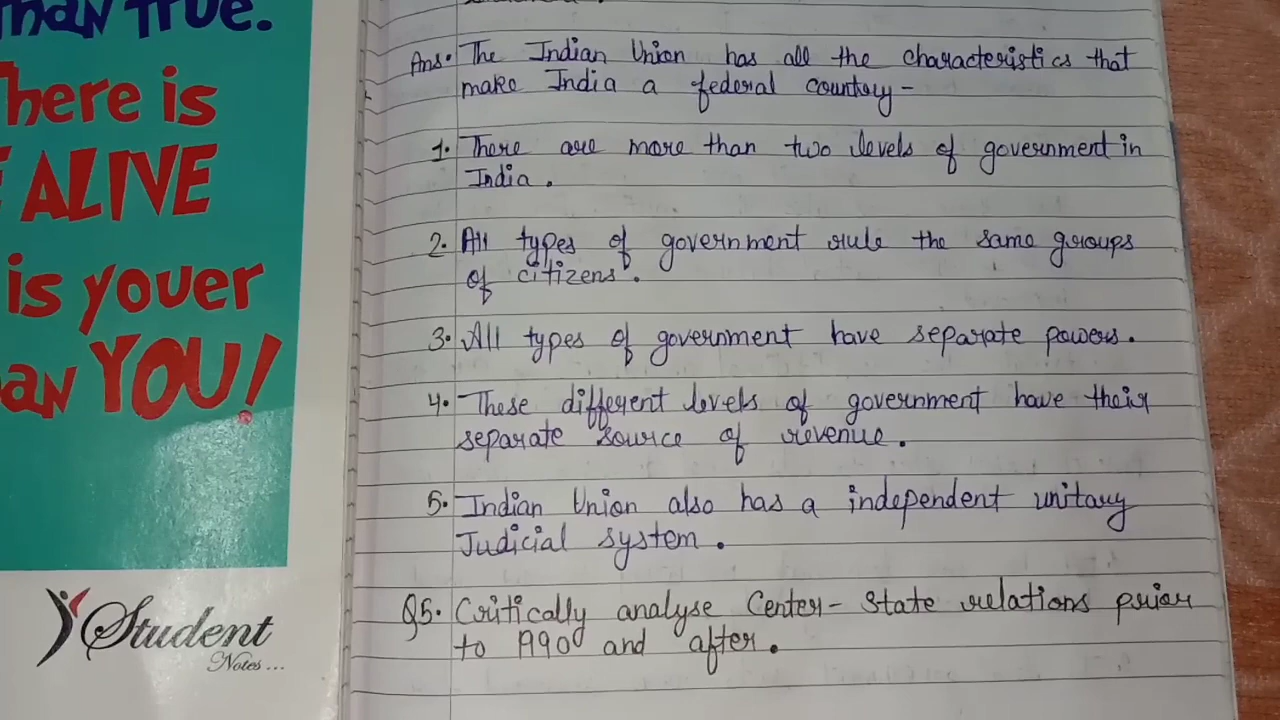 than true.
There is
ALIVE
is youer
an YOU!
Student
Notes...
Ans. The Indian Union has all the characteristics that
make India a federal country -
1. There are more than two levels of government in
India.
2. All types of government rule the same groups
of citizens.
3. All types of government have separate powers.
4. These different levels of government have their
separate source of revenue.
5. Indian Union also has a independent unitary
Judicial system.
Q5. Critically analyse Center - State relations prior
to 1990 and after.